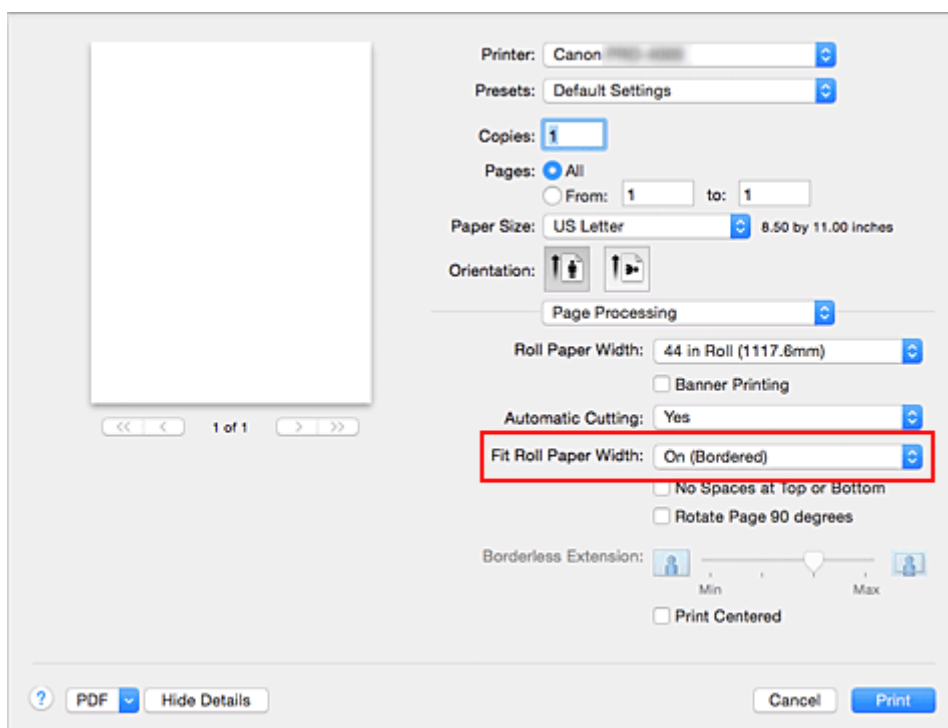 Printer: Canon
Presets: Default Settings
Copies: 1
Pages: All
From: 1 to: 1
Paper Size: US Letter 8.50 by 11.00 inches
Orientation:
Page Processing
Roll Paper Width: 44 in Roll (1117.6mm)
Banner Printing
<< < 1 of 1 > >>
Automatic Cutting: Yes
Fit Roll Paper Width: On (Bordered)
No Spaces at Top or Bottom
Rotate Page 90 degrees
Borderless Extension:
Min Max
Print Centered
? PDF Hide Details Cancel Print